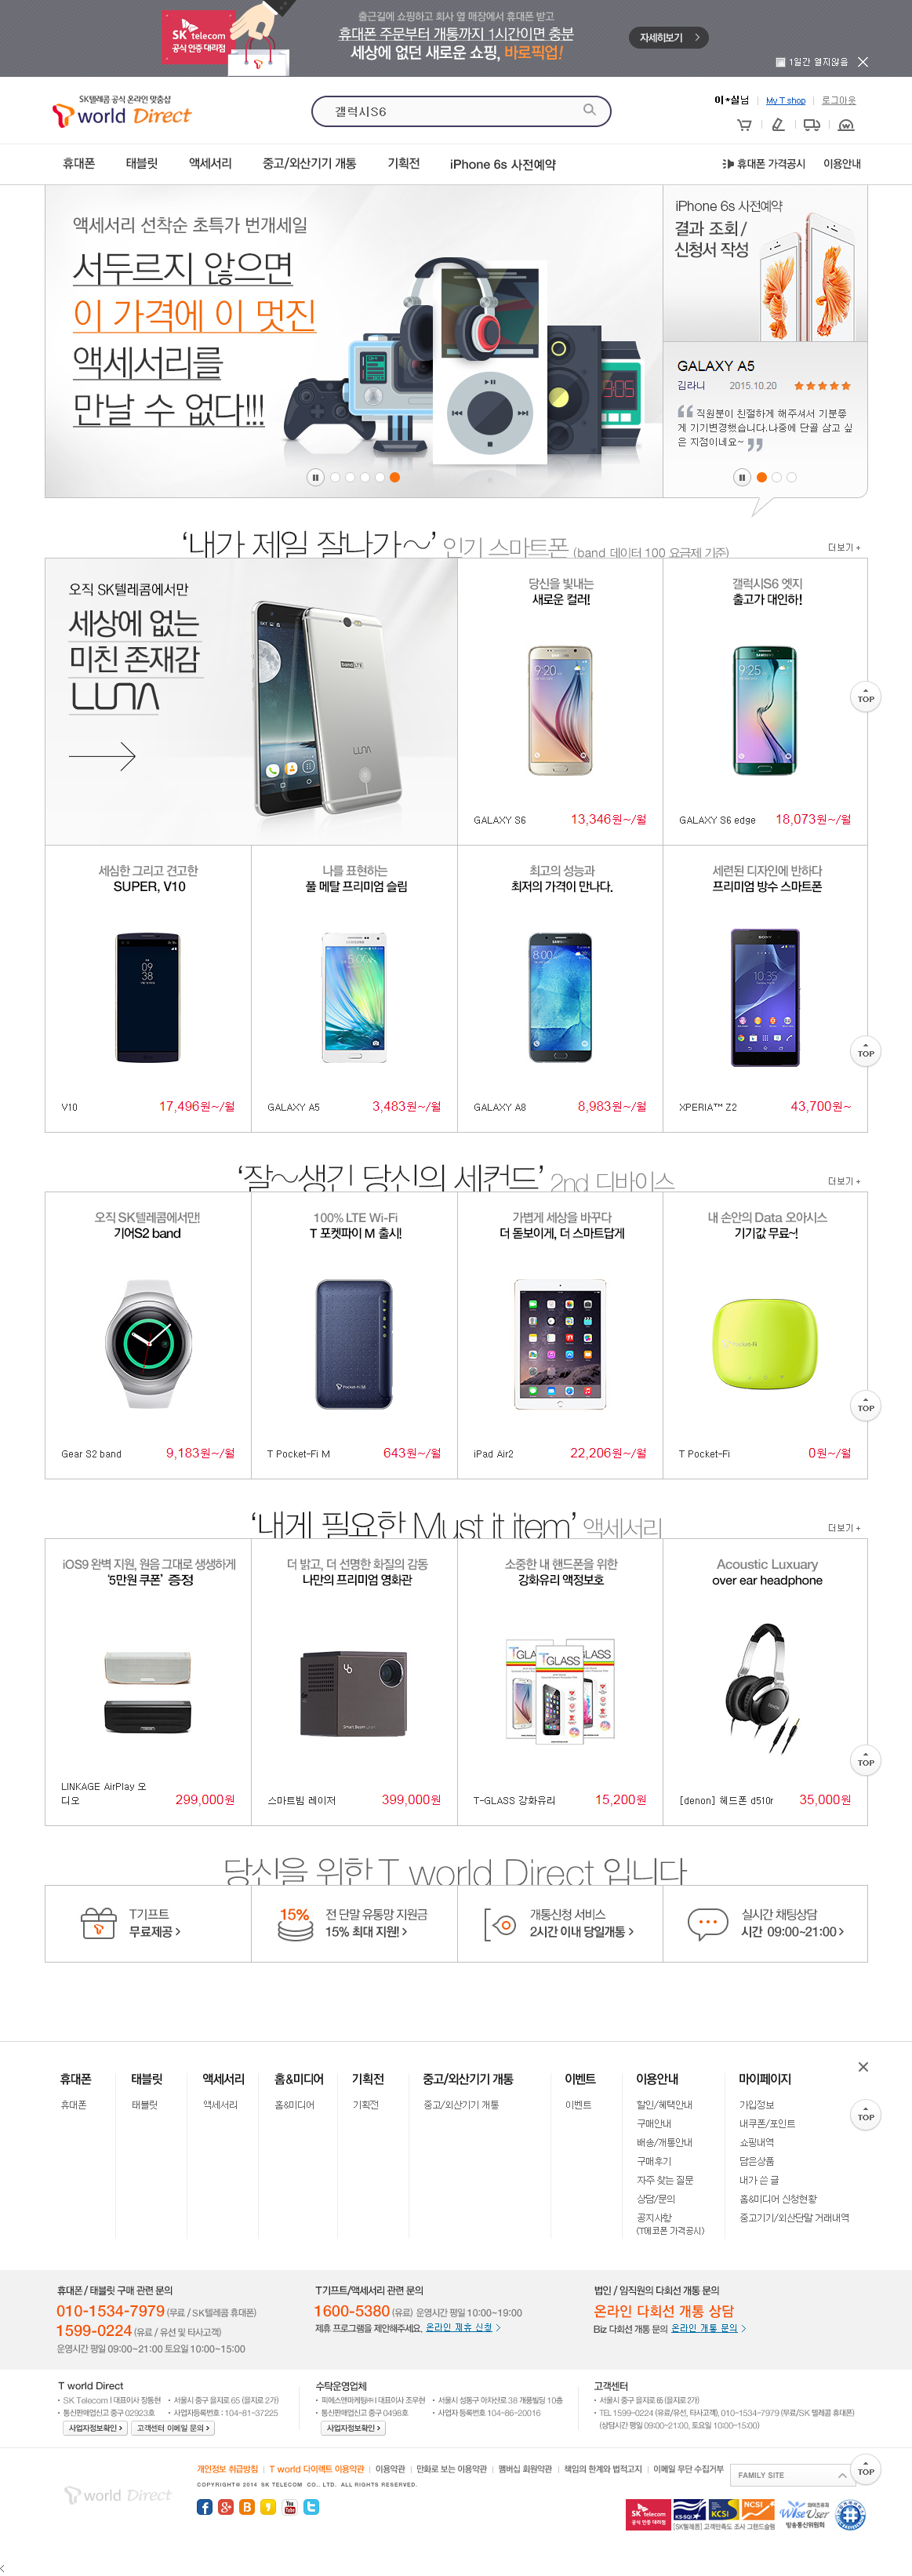 SK telecom
공식 인증 대리점
출근길에 쇼핑하고 회사 옆 매장에서 휴대폰 받고
휴대폰 주문부터 개통까지 1시간이면 충분
세상에 없던 새로운 쇼핑, 바로픽업!
자세히보기
1일간 열지않음
SK텔레콤 공식 온라인 맞춤샵
T world Direct
갤럭시S6
이*살님
My T shop
로그아웃
휴대폰 태블릿 액세서리 중고/외산기기 개통 기획전 iPhone 6s 사전예약
휴대폰 가격공시 이용안내
액세서리 선착순 초특가 번개세일
서두르지 않으면
이 가격에 이 멋진
액세서리를
만날 수 없다!!!
iPhone 6s 사전예약
결과 조회/
신청서 작성
GALAXY A5
김라니 2015.10.20
직원분이 친절하게 해주셔서 기분좋
게 기기변경했습니다.나중에 단골 삼고 싶
은 지점이네요~
'내가 제일 잘나가~' 인기 스마트폰 (band 데이터 100 요금제 기준)
더보기 +
오직 SK텔레콤에서만
세상에 없는
미친 존재감
LUNA
당신을 빛내는
새로운 컬러!
GALAXY S6 13,346원~/월
갤럭시S6 엣지
출고가 대인하!
GALAXY S6 edge 18,073원~/월
TOP
세심한 그리고 견고한
SUPER, V10
V10 17,496원~/월
나를 표현하는
풀 메탈 프리미엄 슬림
GALAXY A5 3,483원~/월
최고의 성능과
최저의 가격이 만나다.
GALAXY A8 8,983원~/월
세련된 디자인에 반하다
프리미엄 방수 스마트폰
XPERIA™ Z2 43,700원~
TOP
'잘~생긴 당신의 세컨드' 2nd 디바이스
더보기 +
오직 SK텔레콤에서만!
기어S2 band
Gear S2 band 9,183원~/월
100% LTE Wi-Fi
T 포켓파이 M 출시!
T Pocket-Fi M 643원~/월
가볍게 세상을 바꾸다
더 돋보이게, 더 스마트답게
iPad Air2 22,206원~/월
내 손안의 Data 오아시스
기기값 무료~!
T Pocket-Fi 0원~/월
TOP
'내게 필요한 Must it item' 액세서리
더보기 +
iOS9 완벽 지원, 원음 그대로 생생하게
'5만원 쿠폰' 증정
LINKAGE AirPlay 오
디오 299,000원
더 밝고, 더 선명한 화질의 감동
나만의 프리미엄 영화관
스마트빔 레이저 399,000원
소중한 내 핸드폰을 위한
강화유리 액정보호
T GLASS
T-GLASS 강화유리 15,200원
Acoustic Luxuary
over ear headphone
[denon] 헤드폰 d510r 35,000원
TOP
당신을 위한 T world Direct 입니다
T기프트
무료제공
15%
전 단말 유통망 지원금
15% 최대 지원!
개통신청 서비스
2시간 이내 당일개통
실시간 채팅상담
시간 09:00~21:00
휴대폰 태블릿 액세서리 홈&미디어 기획전 중고/외산기기 개통 이벤트 이용안내 마이페이지
휴대폰 태블릿 액세서리 홈&미디어 기획전 중고/외산기기 개통 이벤트
할인/혜택안내
구매안내
배송/개통안내
구매후기
자주 찾는 질문
상담/문의
공지사항
(T에코폰 가격공시)
가입정보
내쿠폰/포인트
쇼핑내역
담은상품
내가 쓴 글
홈&미디어 신청현황
중고기기/외산단말 거래내역
TOP
휴대폰 / 태블릿 구매 관련 문의
010-1534-7979 (무료 / SK텔레콤 휴대폰)
1599-0224 (유료 / 유선 및 타사고객)
운영시간 평일 09:00~21:00 토요일 10:00~15:00
T기프트/액세서리 관련 문의
1600-5380 (유료) 운영시간 평일 10:00~19:00
제휴 프로그램을 제안해주세요. 온라인 제휴 신청
법인 / 임직원의 다회선 개통 문의
온라인 다회선 개통 상담
Biz 다회선 개통 문의 온라인 개통 문의
T world Direct
SK Telecom | 대표이사 장동현
서울시 중구 을지로 65 (을지로 2가)
통신판매업신고 중구 02923호
사업자등록번호 : 104-81-37225
사업자정보확인
고객센터 이메일 문의
수탁운영업체
피에스앤마케팅㈜ | 대표이사 조우현
서울시 성동구 아차산로 38 개풍빌딩 10층
통신판매업신고 중구 0498호
사업자 등록번호 104-86-20016
사업자정보확인
고객센터
서울시 중구 을지로 65 (을지로 2가)
TEL 1599-0224 (유료/유선, 타사고객), 010-1534-7979 (무료/SK 텔레콤 휴대폰)
(상담시간 평일 09:00~21:00, 토요일 10:00~15:00)
T world Direct
개인정보 취급방침 T world 다이렉트 이용약관 이용약관 만화로 보는 이용약관 멤버십 회원약관 책임의 한계와 법적고지 이메일 무단 수집거부
FAMILY SITE
TOP
COPYRIGHT© 2014 SK TELECOM CO., LTD. ALL RIGHTS RESERVED.
SK telecom
공식 인증 대리점
KS-SQI
KCSI
NCSI
[SK텔레콤] 고객만족도 조사 그랜드슬램
Wise User
방송통신위원회